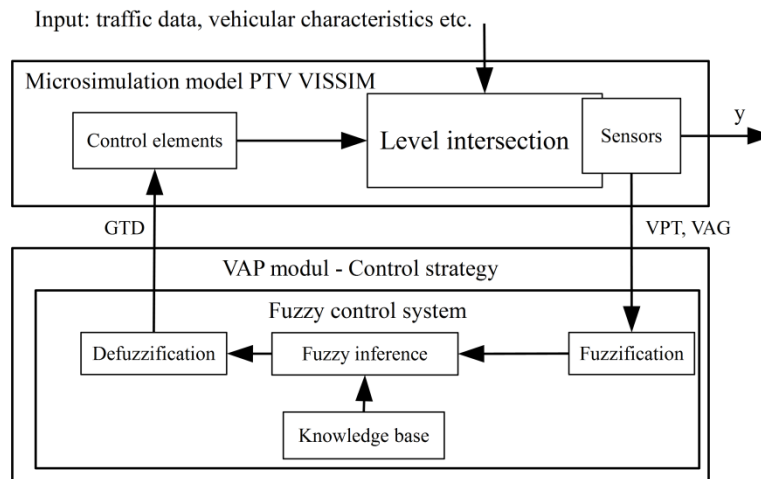 Input: traffic data, vehicular characteristics etc.
Microsimulation model PTV VISSIM
Control elements
Level intersection
Sensors
y
GTD
VPT, VAG
VAP modul - Control strategy
Fuzzy control system
Defuzzification
Fuzzy inference
Fuzzification
Knowledge base